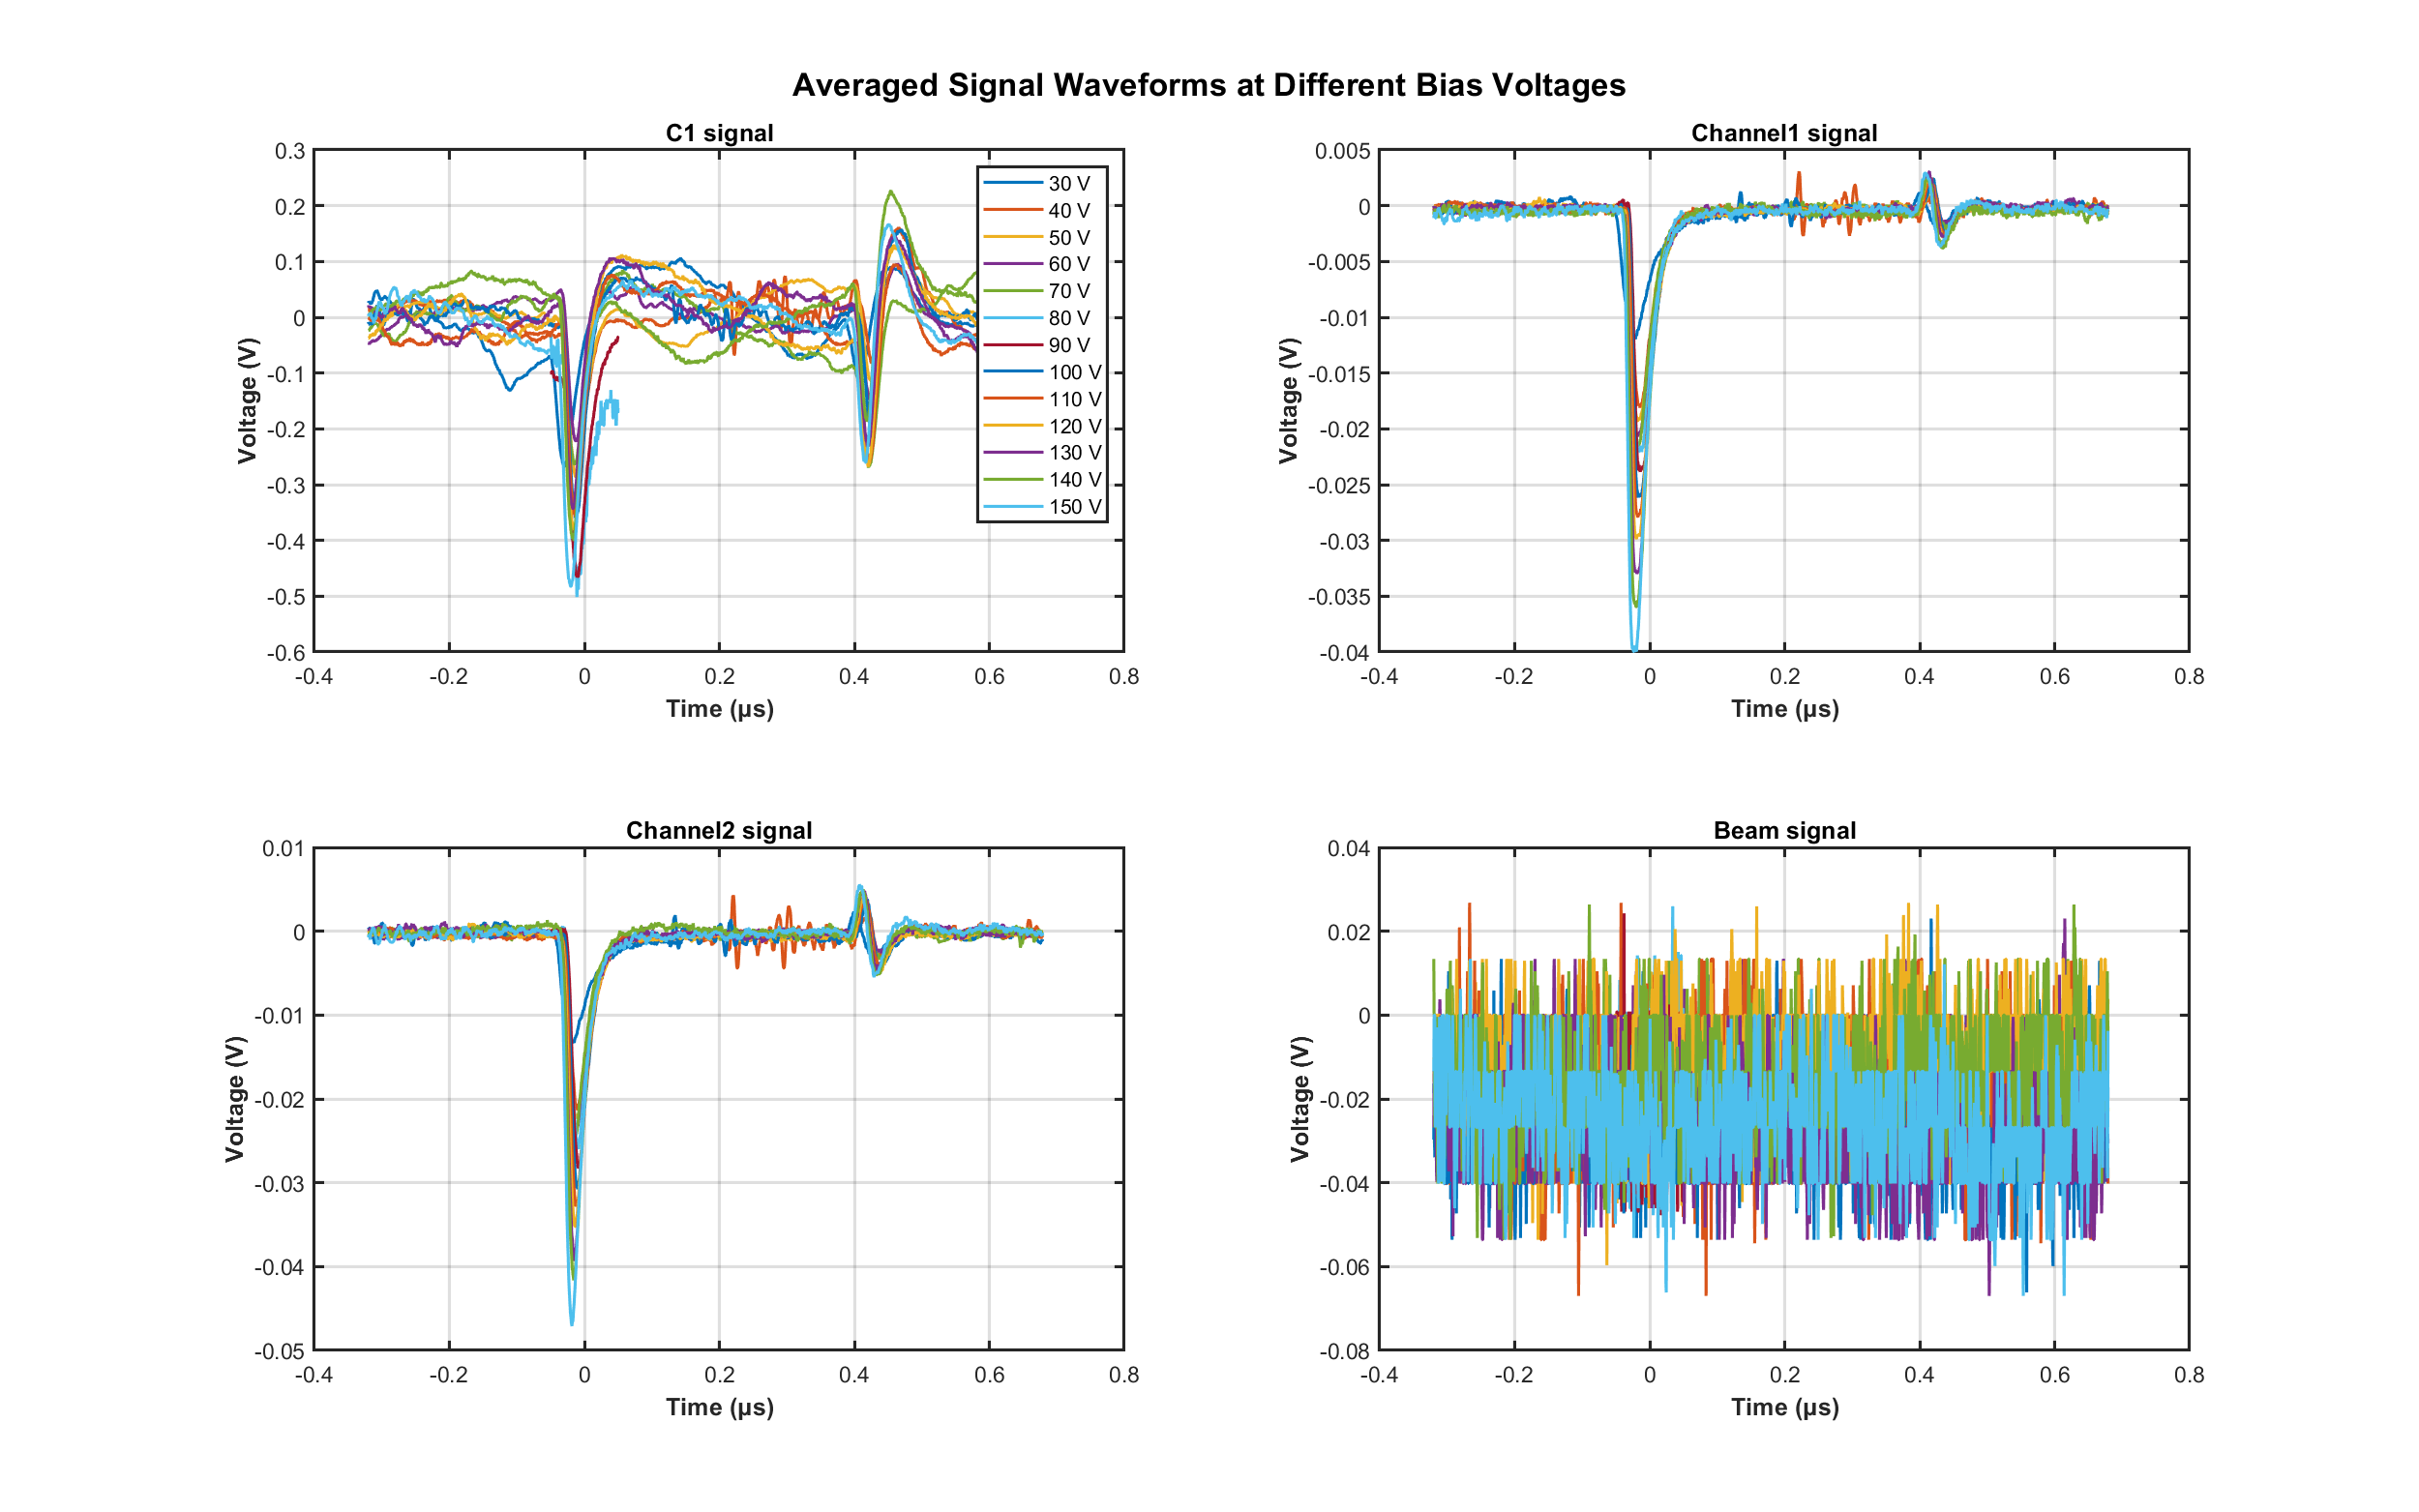 Averaged Signal Waveforms at Different Bias Voltages
C1 signal
Voltage (V)
0.3
0.2
0.1
0
-0.1
-0.2
-0.3
-0.4
-0.5
-0.6
-0.4
-0.2
0
0.2
0.4
0.6
0.8
Time (µs)
30 V
40 V
50 V
60 V
70 V
80 V
90 V
100 V
110 V
120 V
130 V
140 V
150 V
Channel1 signal
Voltage (V)
0.005
0
-0.005
-0.01
-0.015
-0.02
-0.025
-0.03
-0.035
-0.04
-0.4
-0.2
0
0.2
0.4
0.6
0.8
Time (µs)
Channel2 signal
Voltage (V)
0.01
0
-0.01
-0.02
-0.03
-0.04
-0.05
-0.4
-0.2
0
0.2
0.4
0.6
0.8
Time (µs)
Beam signal
Voltage (V)
0.04
0.02
0
-0.02
-0.04
-0.06
-0.08
-0.4
-0.2
0
0.2
0.4
0.6
0.8
Time (µs)